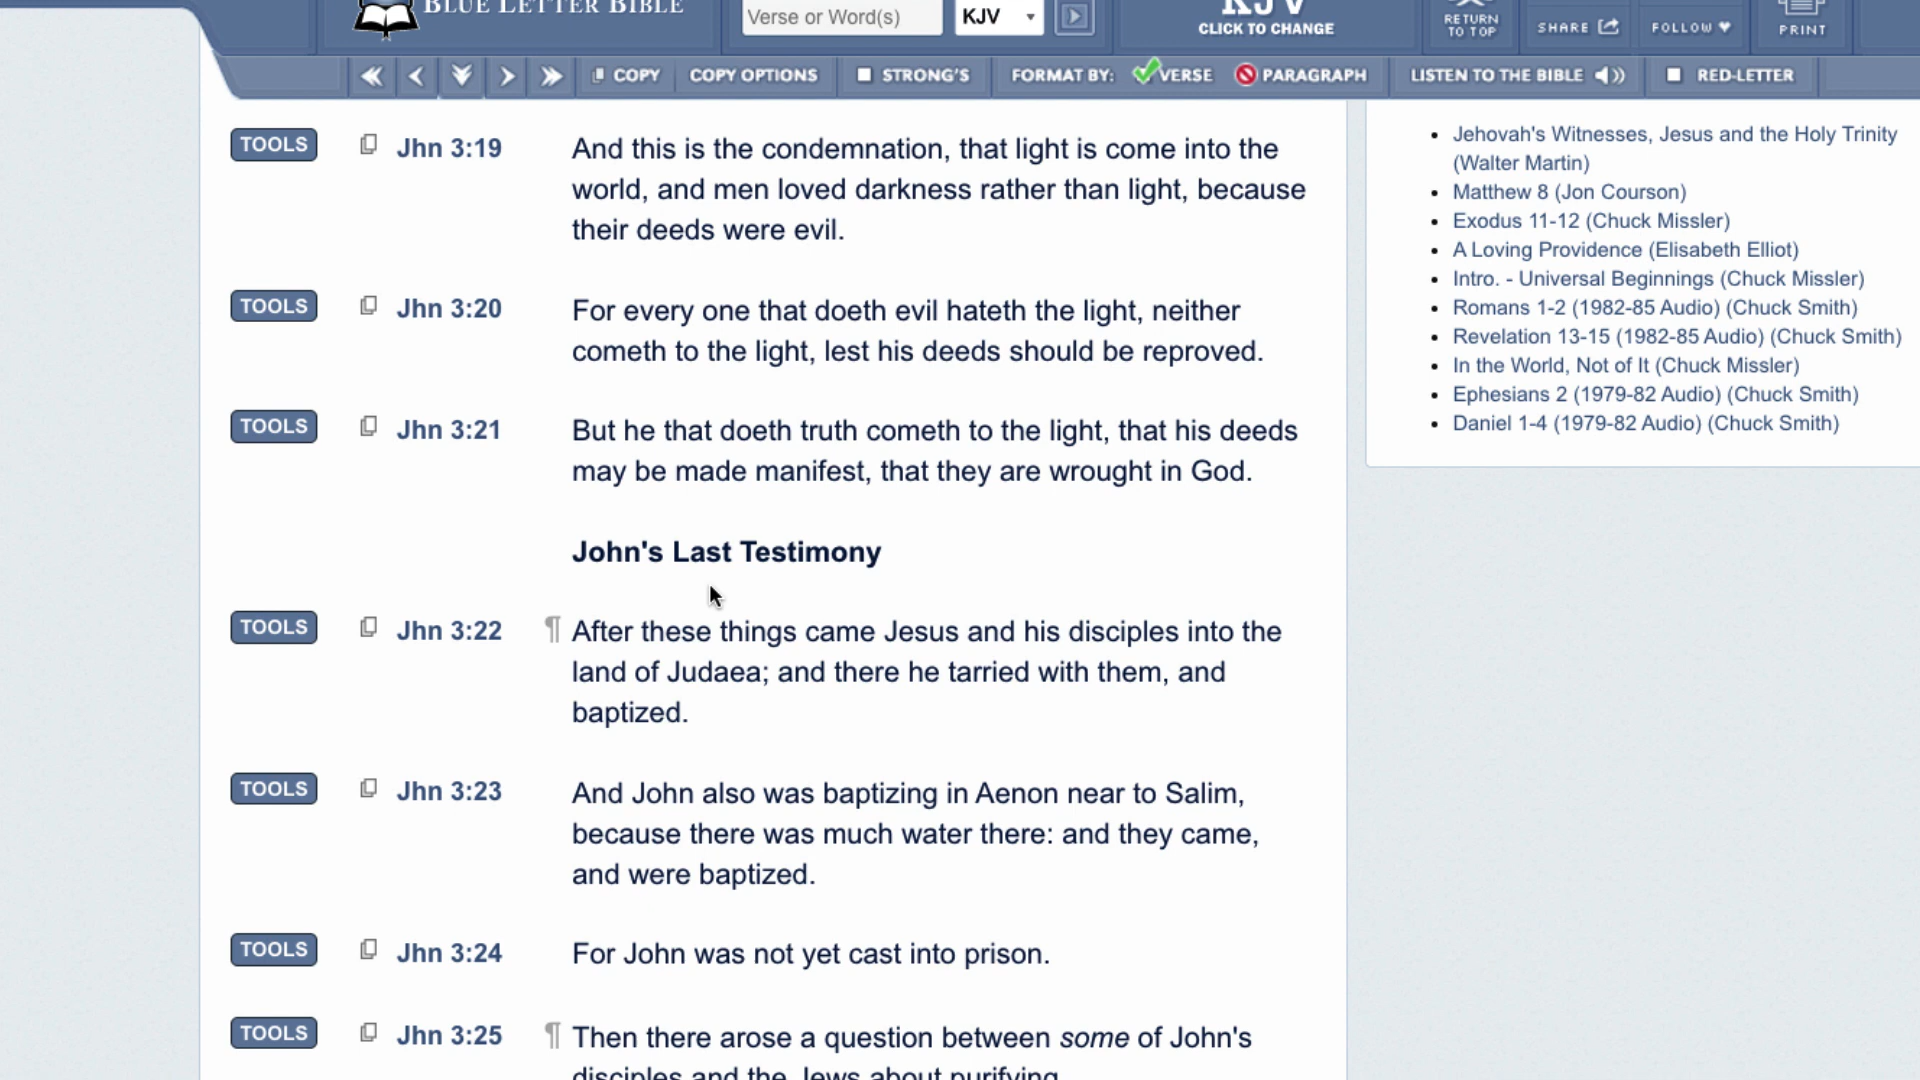 BLUE LETTER BIBLE
Verse or Word(s)
KJV
KJV
CLICK TO CHANGE
RETURN
TO TOP
SHARE
FOLLOW
PRINT
COPY
COPY OPTIONS
STRONG'S
FORMAT BY:
VERSE
PARAGRAPH
LISTEN TO THE BIBLE
RED-LETTER
TOOLS
Jhn 3:19
And this is the condemnation, that light is come into the
world, and men loved darkness rather than light, because
their deeds were evil.
TOOLS
Jhn 3:20
For every one that doeth evil hateth the light, neither
cometh to the light, lest his deeds should be reproved.
TOOLS
Jhn 3:21
But he that doeth truth cometh to the light, that his deeds
may be made manifest, that they are wrought in God.
John's Last Testimony
TOOLS
Jhn 3:22
¶ After these things came Jesus and his disciples into the
land of Judaea; and there he tarried with them, and
baptized.
TOOLS
Jhn 3:23
And John also was baptizing in Aenon near to Salim,
because there was much water there: and they came,
and were baptized.
TOOLS
Jhn 3:24
For John was not yet cast into prison.
TOOLS
Jhn 3:25
¶ Then there arose a question between some of John's
disciples and the Jews about purifying.
Jehovah's Witnesses, Jesus and the Holy Trinity
(Walter Martin)
Matthew 8 (Jon Courson)
Exodus 11-12 (Chuck Missler)
A Loving Providence (Elisabeth Elliot)
Intro. - Universal Beginnings (Chuck Missler)
Romans 1-2 (1982-85 Audio) (Chuck Smith)
Revelation 13-15 (1982-85 Audio) (Chuck Smith)
In the World, Not of It (Chuck Missler)
Ephesians 2 (1979-82 Audio) (Chuck Smith)
Daniel 1-4 (1979-82 Audio) (Chuck Smith)